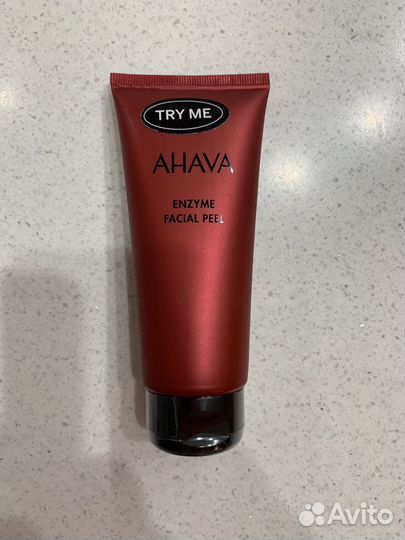 TRY ME
AHAVA
ENZYME
FACIAL PEEL
Avito